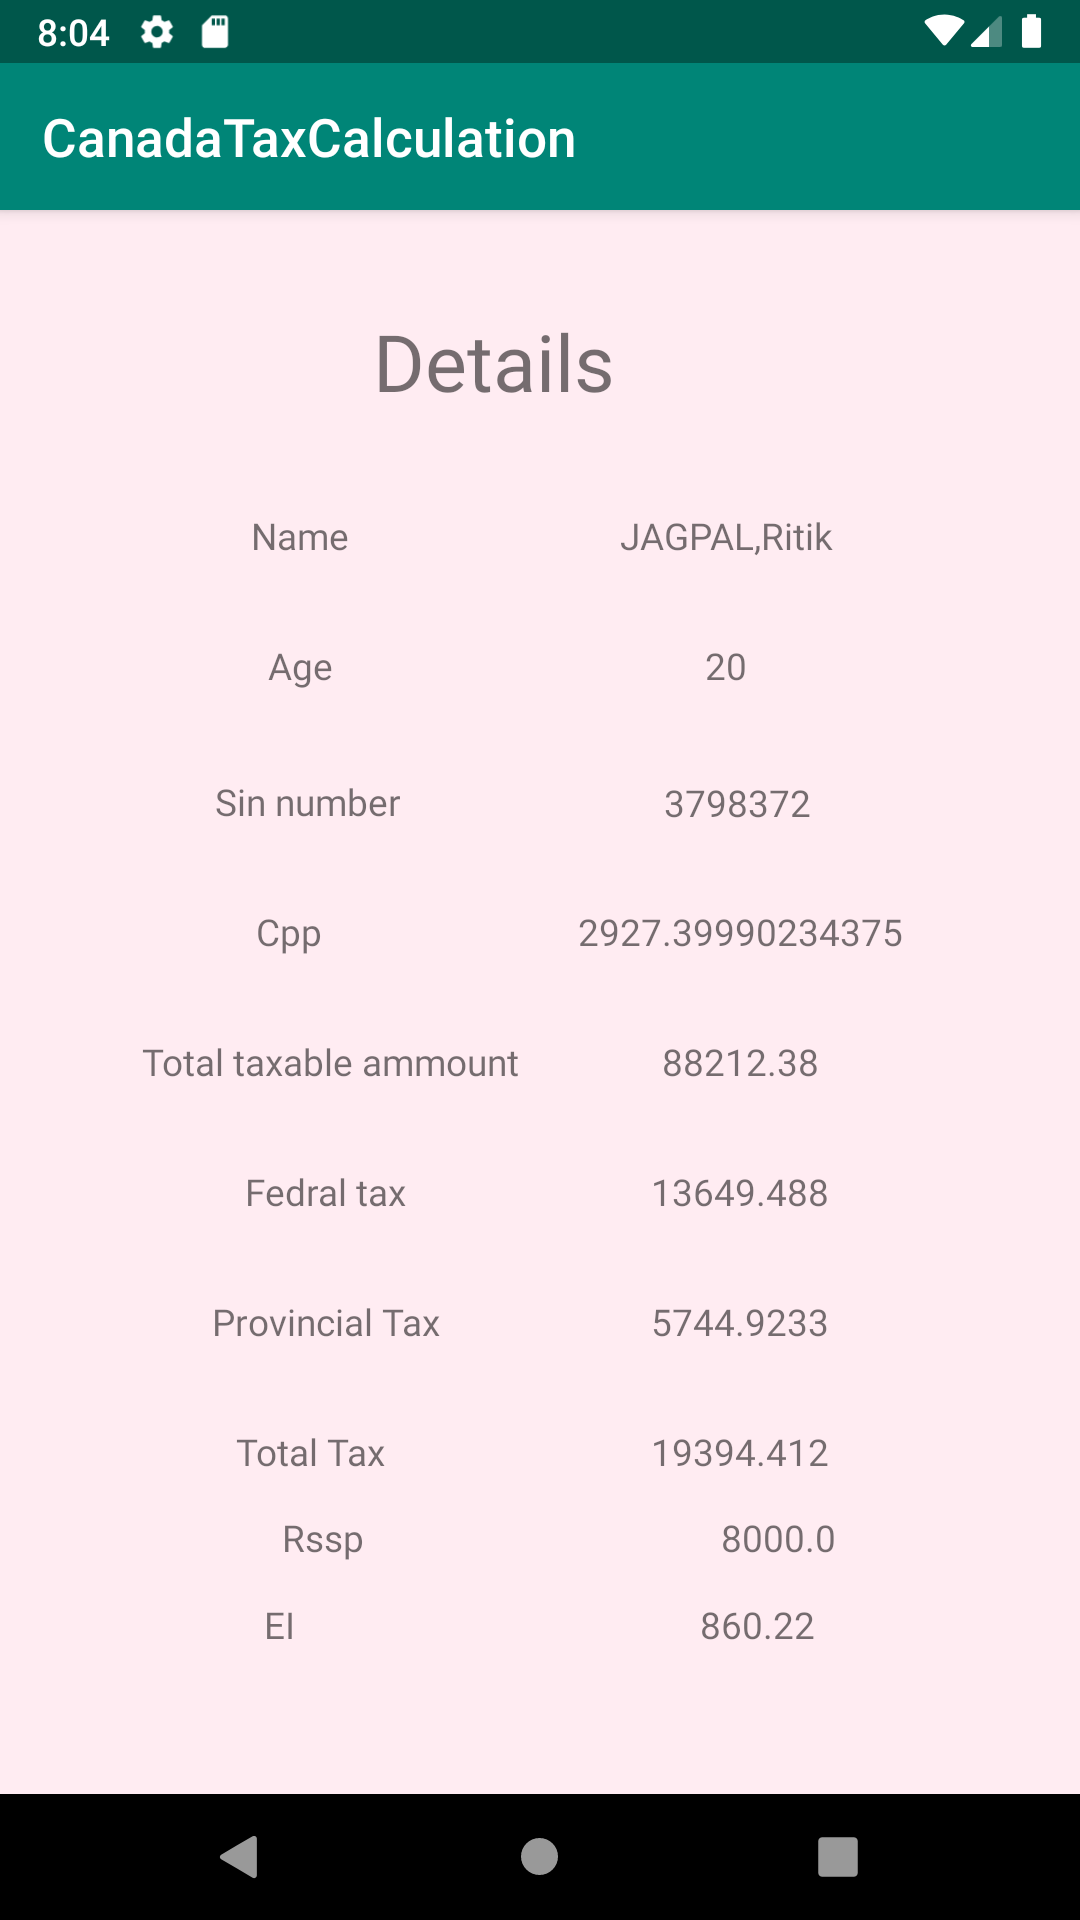 8:04
CanadaTaxCalculation
Details
Name JAGPAL,Ritik
Age 20
Sin number 3798372
Cpp 2927.39990234375
Total taxable ammount 88212.38
Fedral tax 13649.488
Provincial Tax 5744.9233
Total Tax 19394.412
Rssp 8000.0
EI 860.22